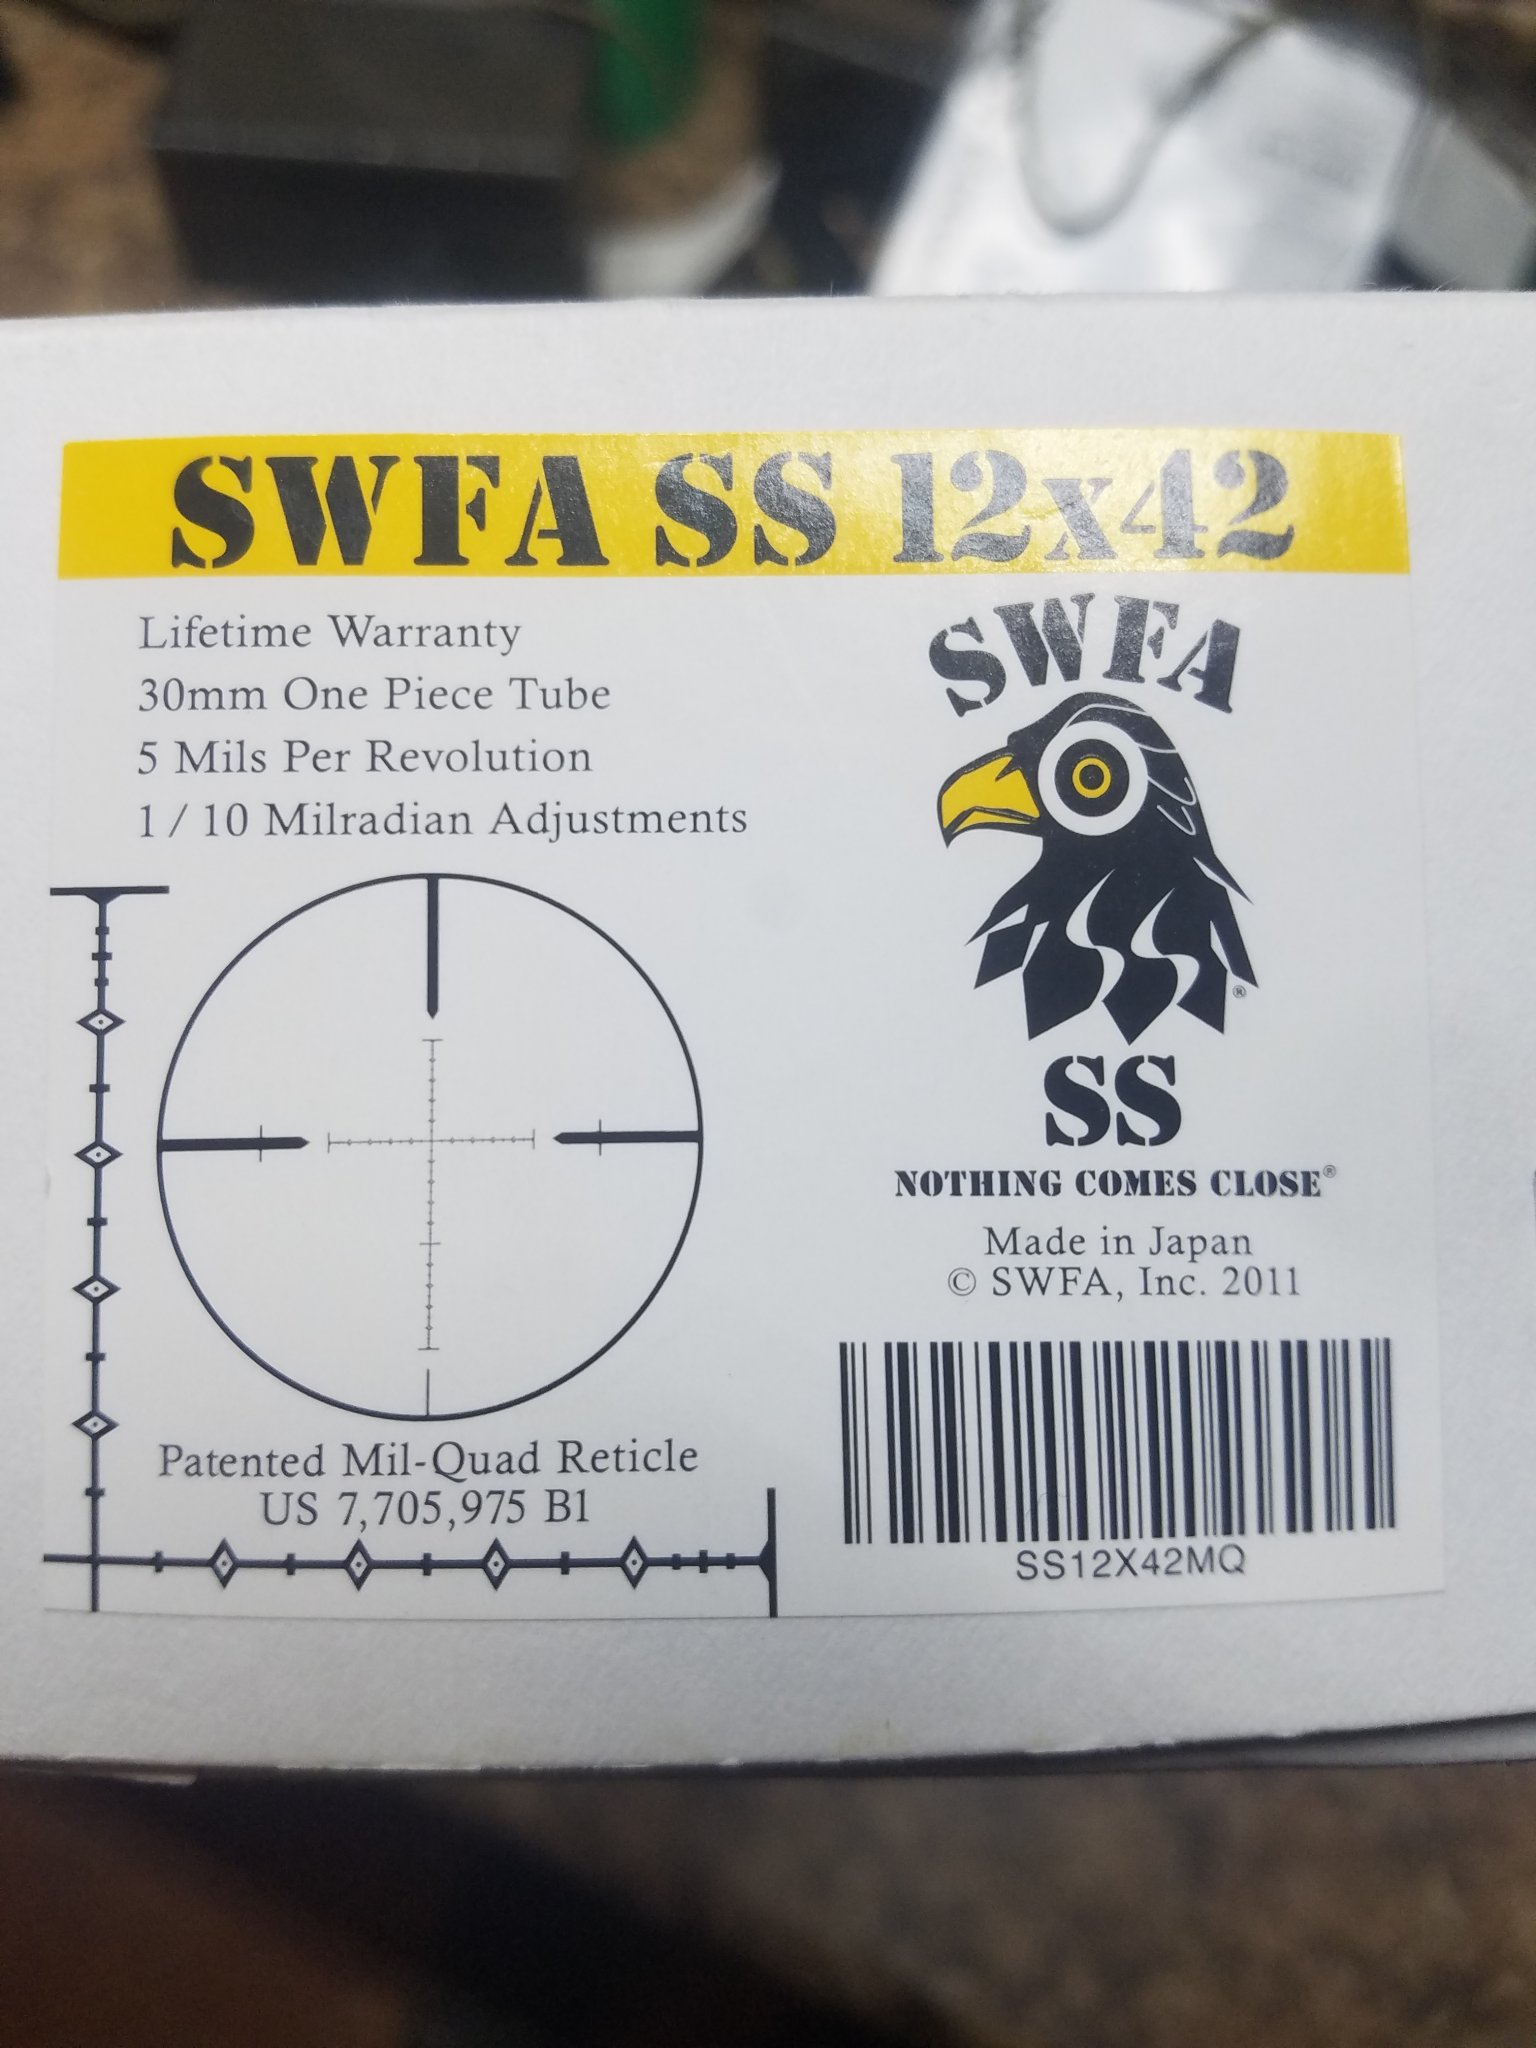 SWFA SS 12x42
Lifetime Warranty
30mm One Piece Tube
5 Mils Per Revolution
1 / 10 Milradian Adjustments
Patented Mil-Quad Reticle
US 7,705,975 B1
SWFA
SS
®
SS
NOTHING COMES CLOSE®
Made in Japan
© SWFA, Inc. 2011
SS12X42MQ